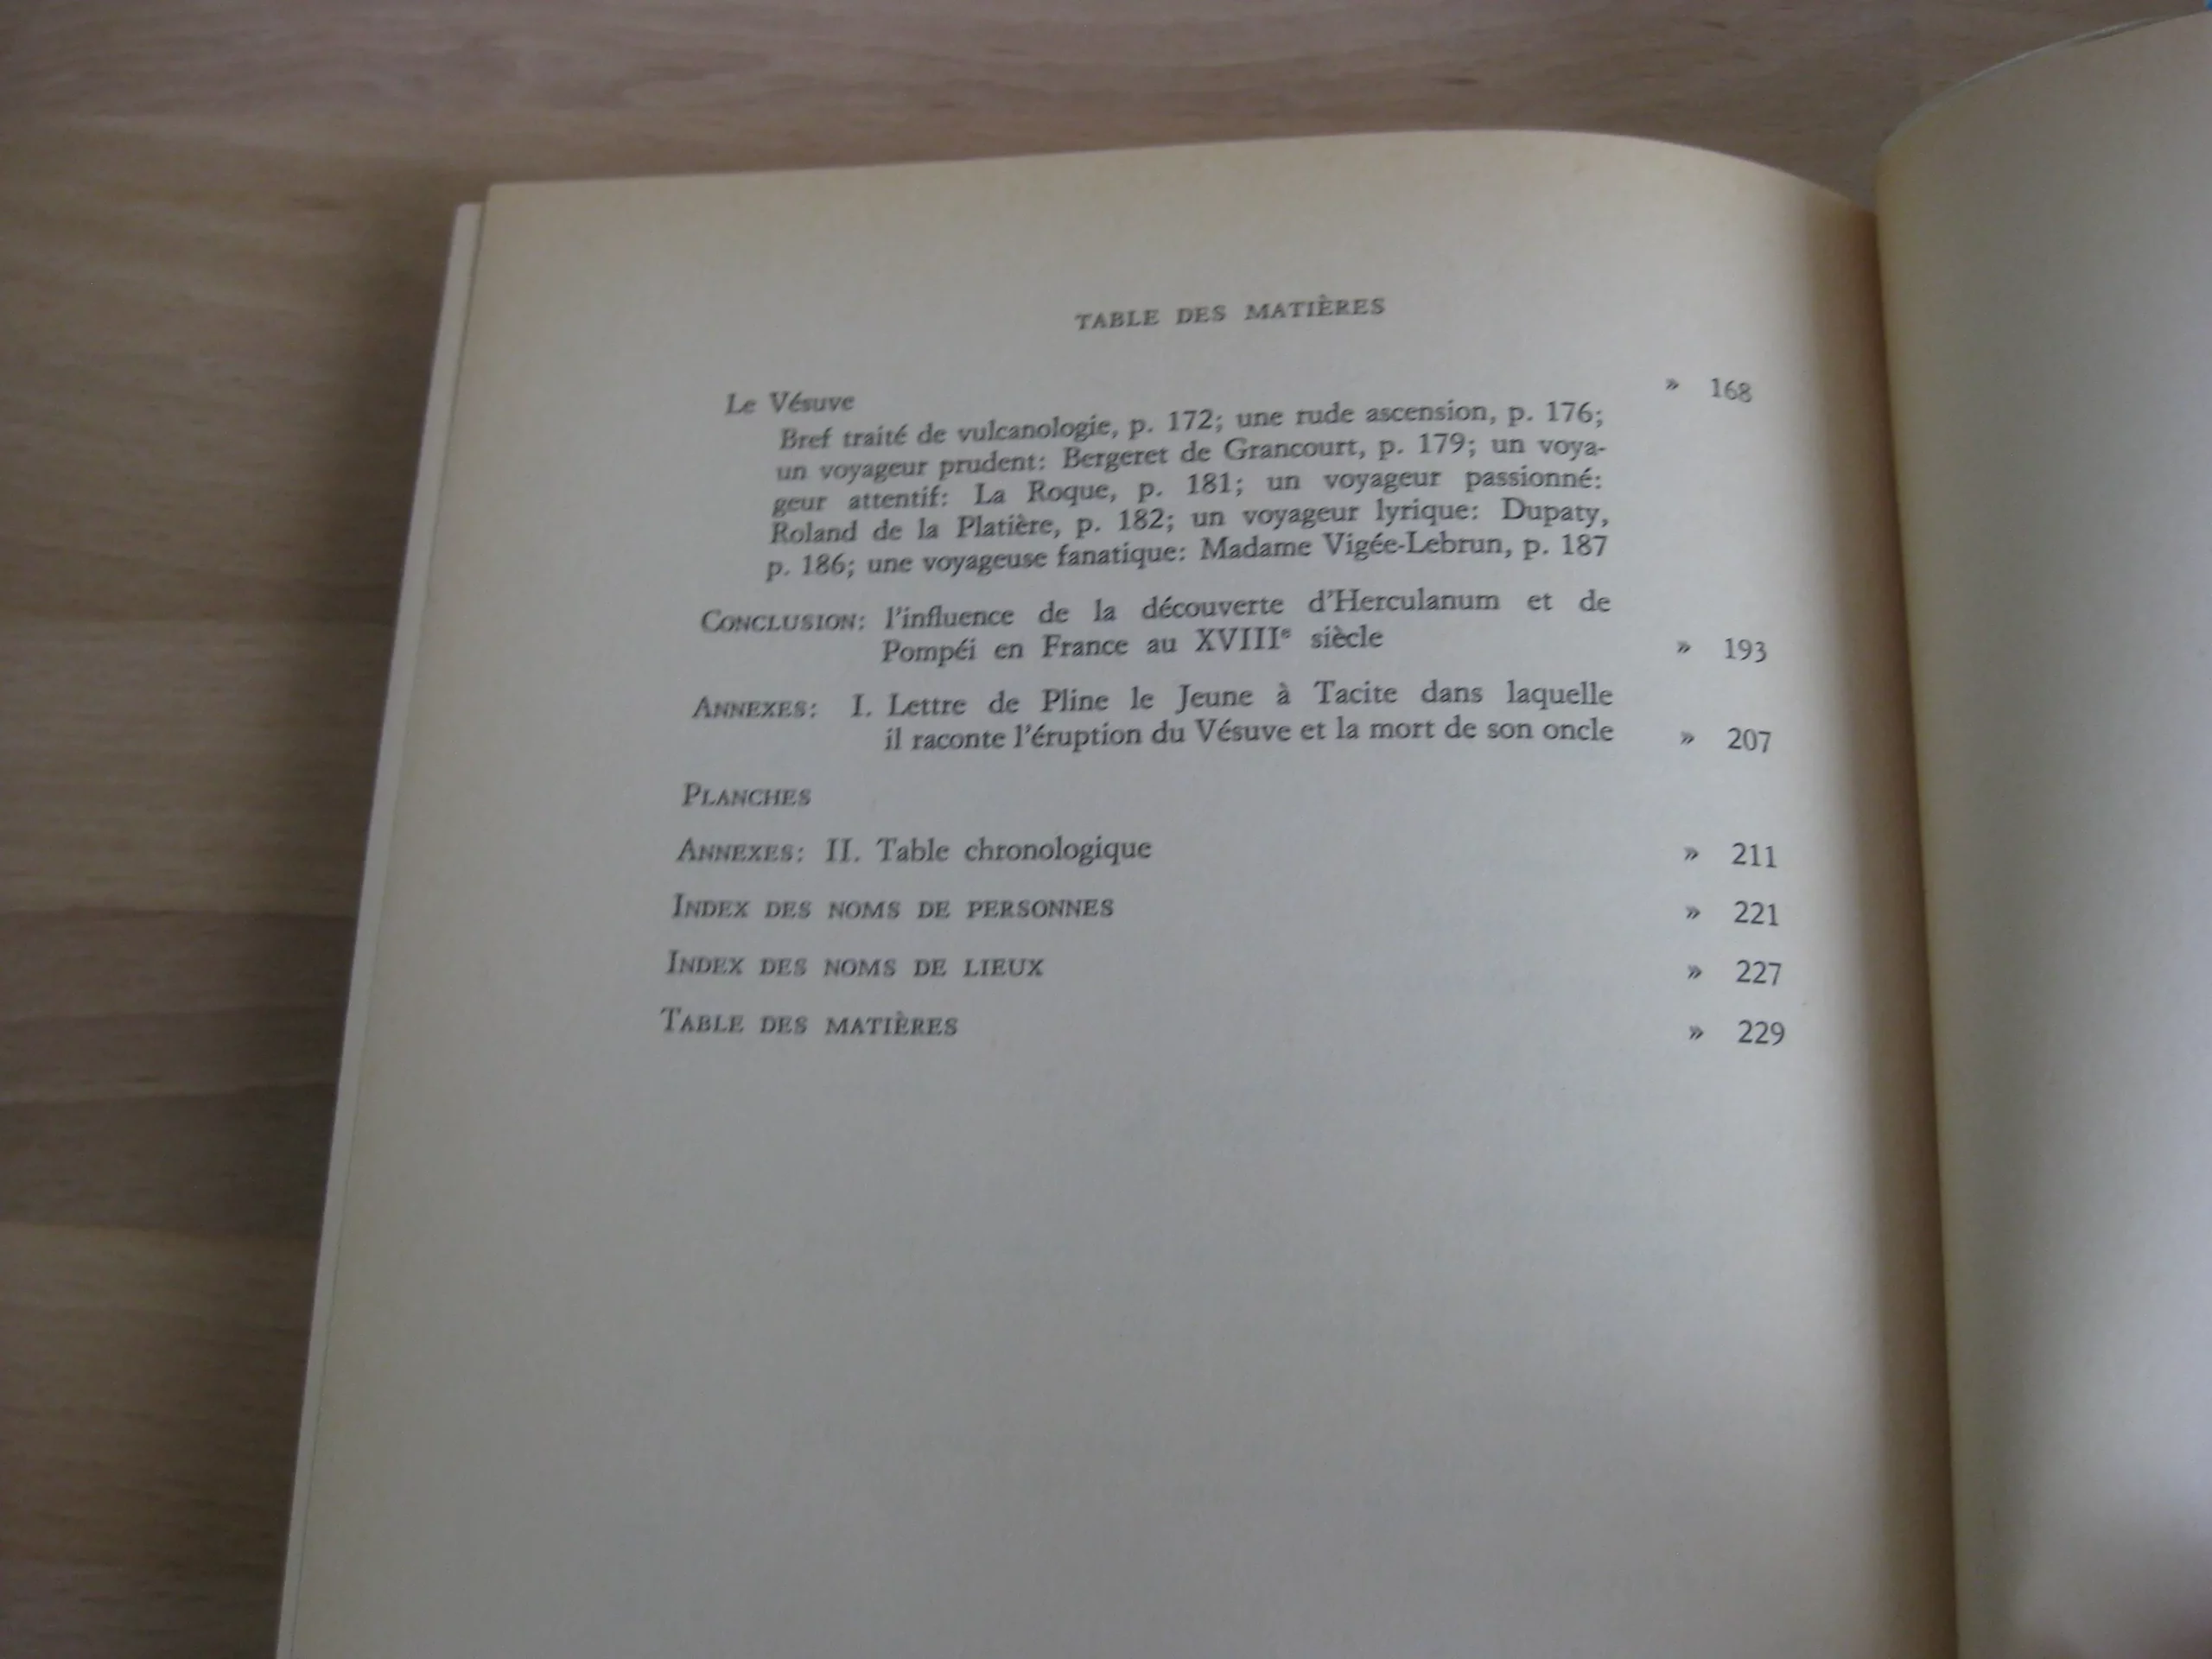 TABLE DES MATIÈRES
Le Vésuve » 168
Bref traité de vulcanologie, p. 172; une rude ascension, p. 176;
un voyageur prudent: Bergeret de Grancourt, p. 179; un voya-
geur attentif: La Roque, p. 181; un voyageur passionné:
Roland de la Platière, p. 182; un voyageur lyrique: Dupaty,
p. 186; une voyageuse fanatique: Madame Vigée-Lebrun, p. 187
CONCLUSION: l'influence de la découverte d'Herculanum et de
Pompéi en France au XVIIIe siècle » 193
ANNEXES: I. Lettre de Pline le Jeune à Tacite dans laquelle
il raconte l'éruption du Vésuve et la mort de son oncle » 207
PLANCHES
ANNEXES: II. Table chronologique » 211
INDEX DES NOMS DE PERSONNES » 221
INDEX DES NOMS DE LIEUX » 227
TABLE DES MATIÈRES » 229